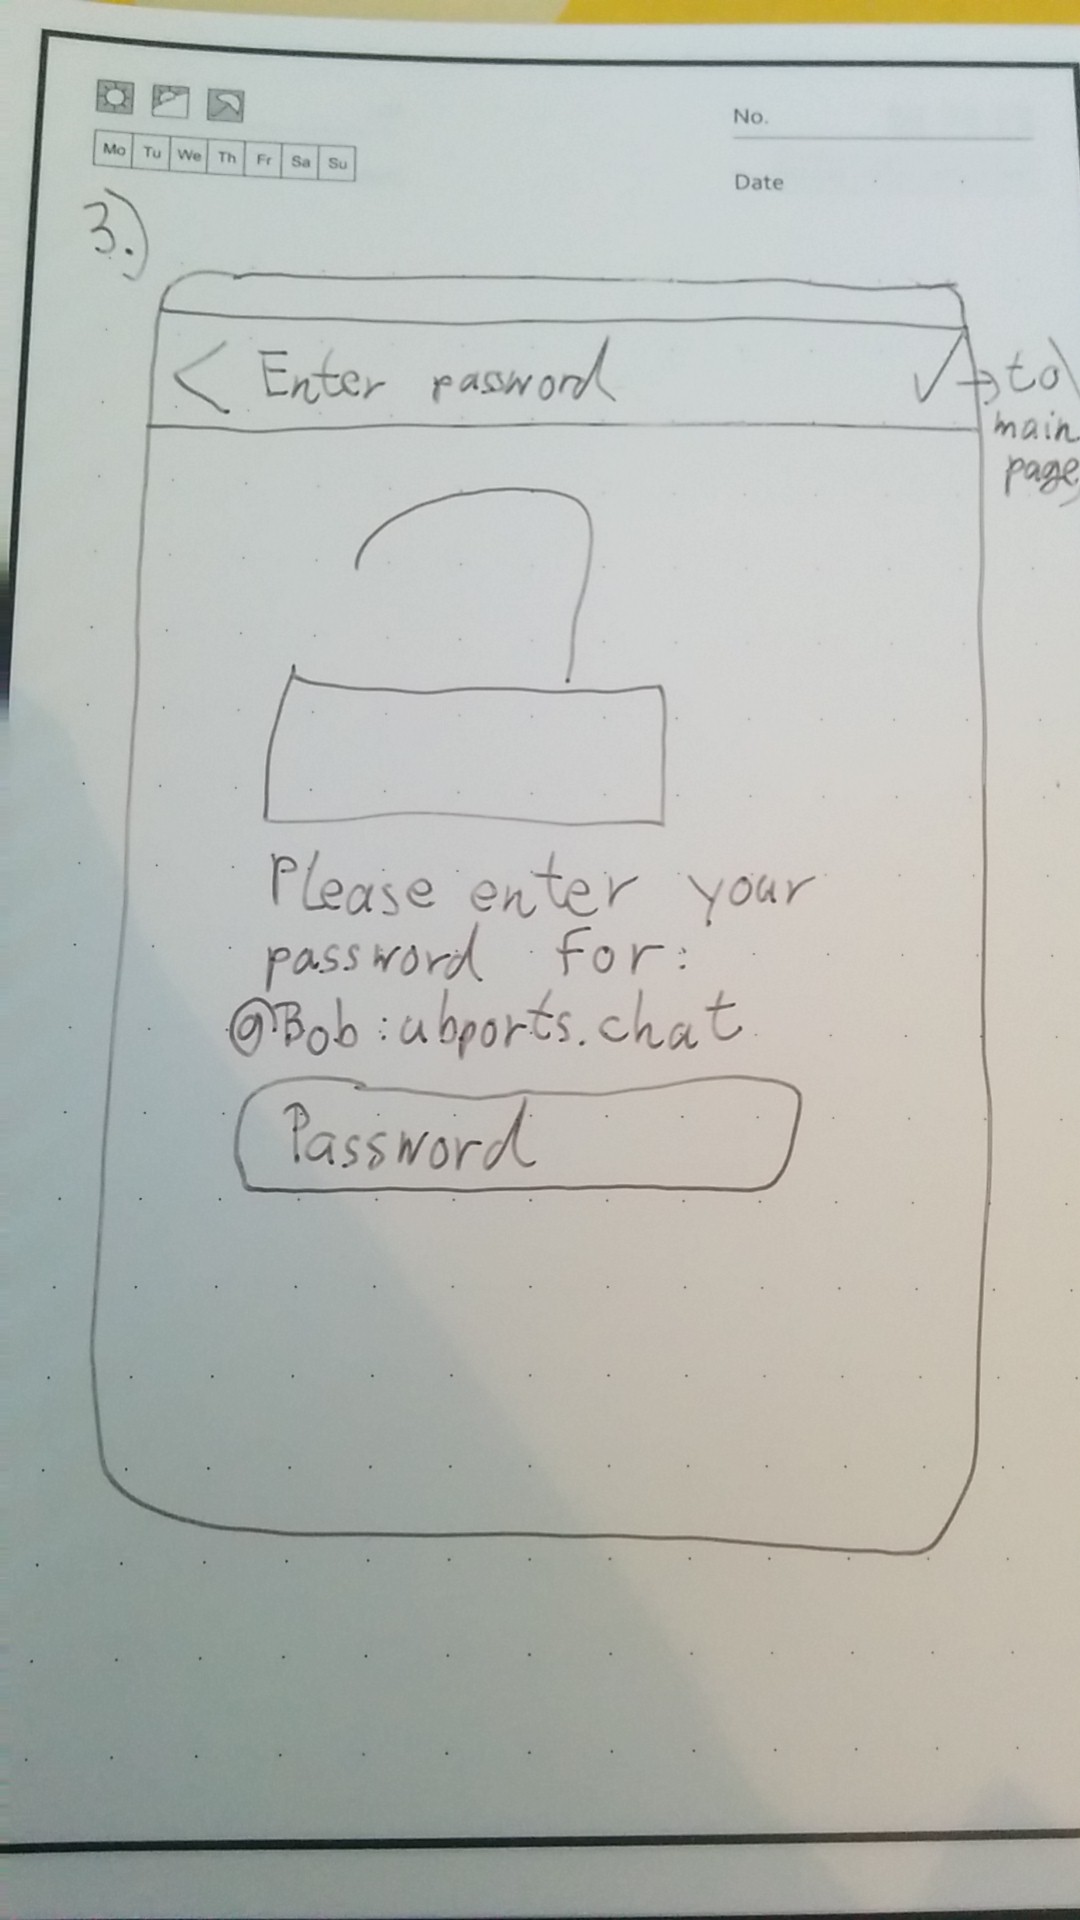 No.
Mo Tu We Th Fr Sa Su
Date
3.)
< Enter password ✓ → to
main
page
Please enter your
password for:
@Bob:ubports.chat
Password